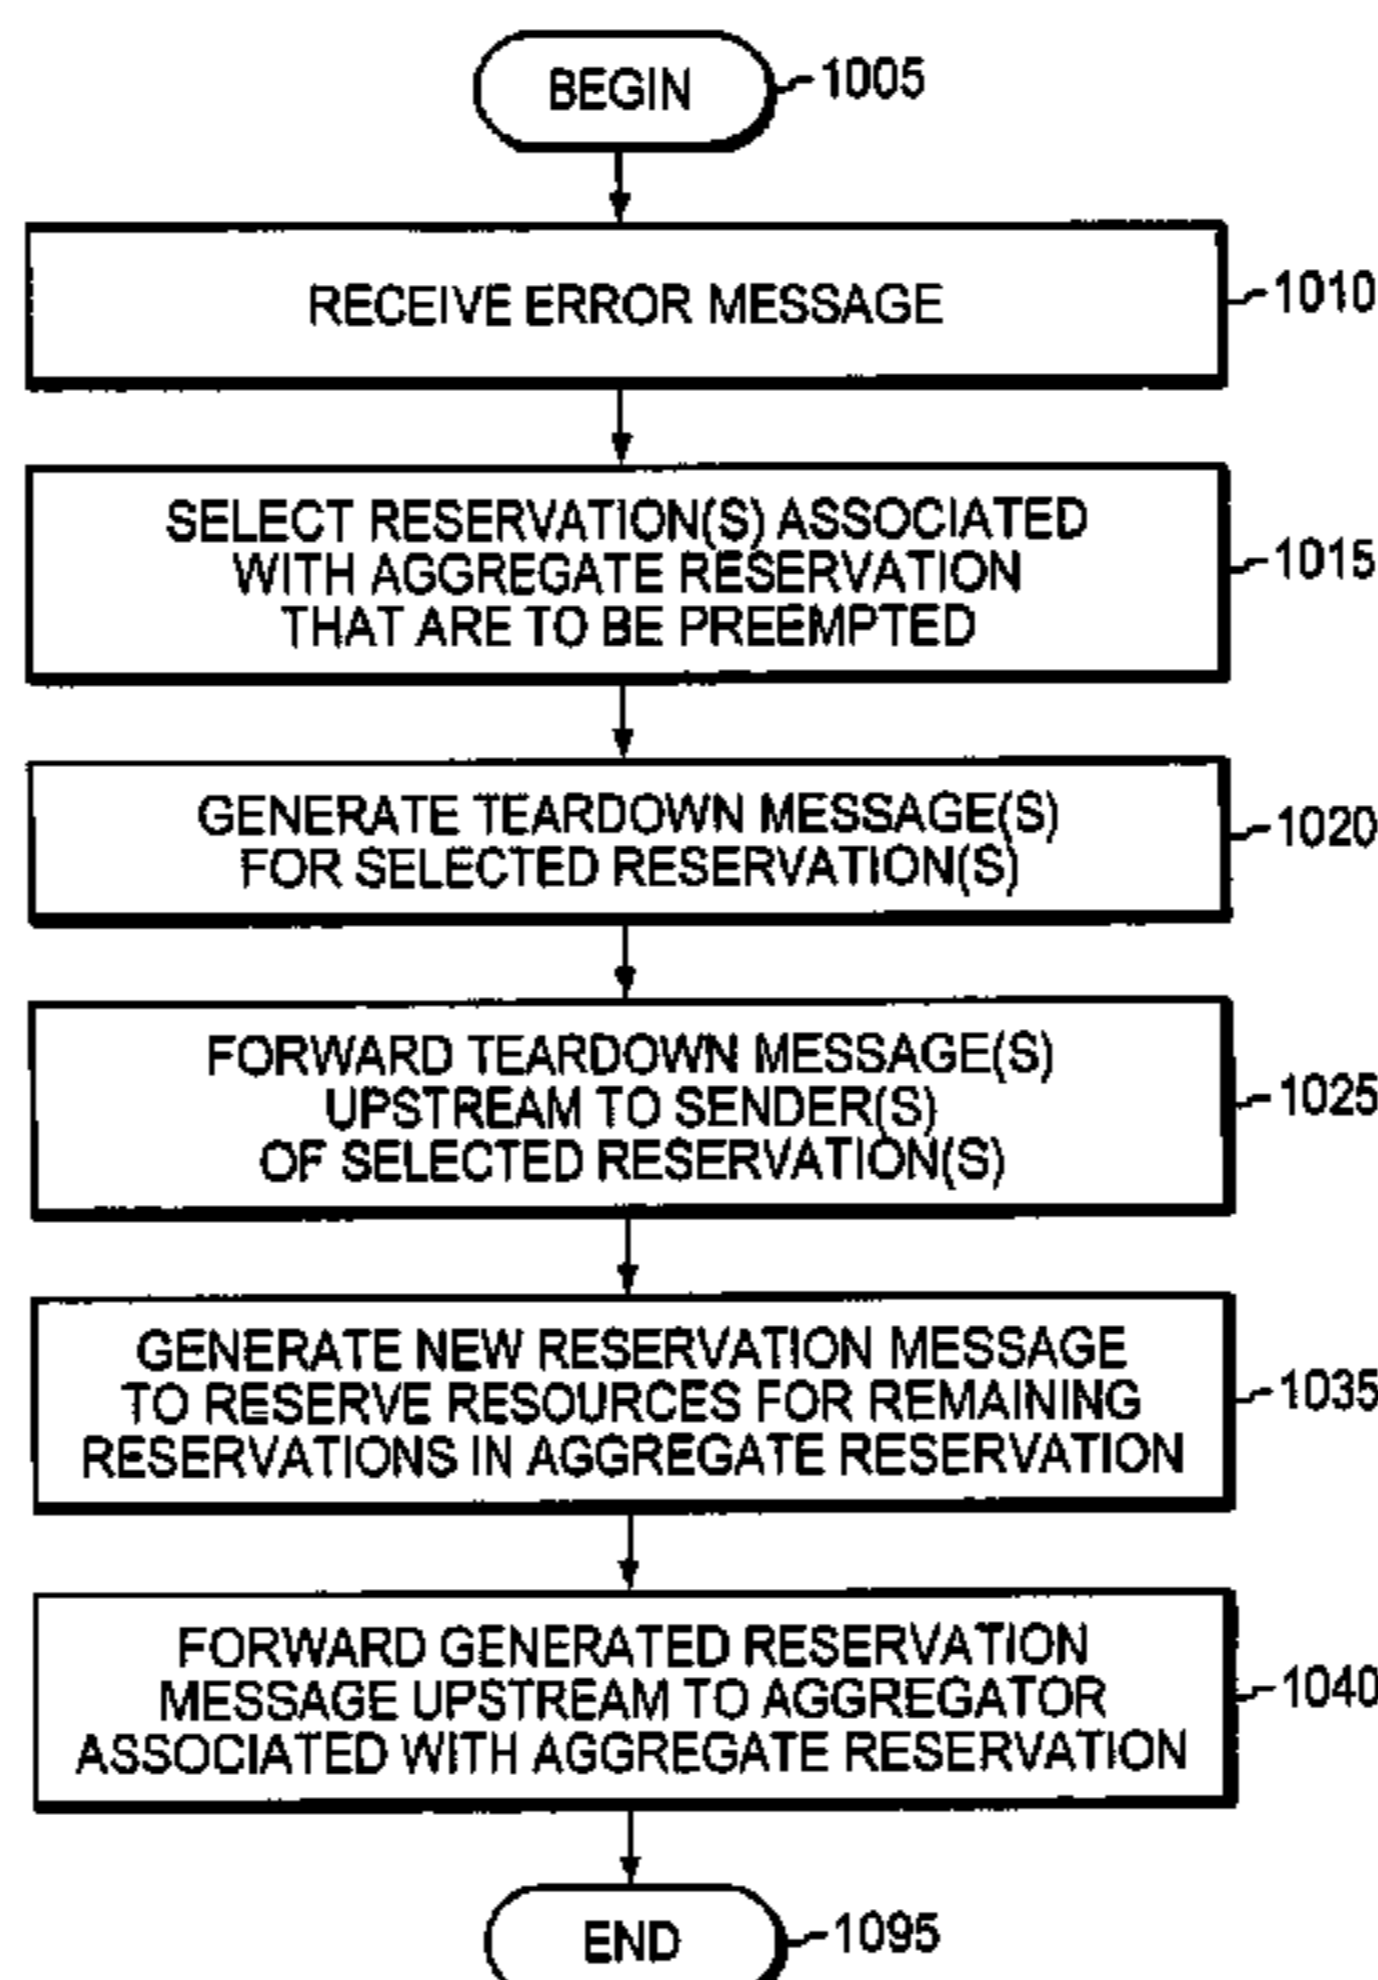 BEGIN
1005
RECEIVE ERROR MESSAGE
1010
SELECT RESERVATION(S) ASSOCIATED
WITH AGGREGATE RESERVATION
THAT ARE TO BE PREEMPTED
1015
GENERATE TEARDOWN MESSAGE(S)
FOR SELECTED RESERVATION(S)
1020
FORWARD TEARDOWN MESSAGE(S)
UPSTREAM TO SENDER(S)
OF SELECTED RESERVATION(S)
1025
GENERATE NEW RESERVATION MESSAGE
TO RESERVE RESOURCES FOR REMAINING
RESERVATIONS IN AGGREGATE RESERVATION
1035
FORWARD GENERATED RESERVATION
MESSAGE UPSTREAM TO AGGREGATOR
ASSOCIATED WITH AGGREGATE RESERVATION
1040
END
1095